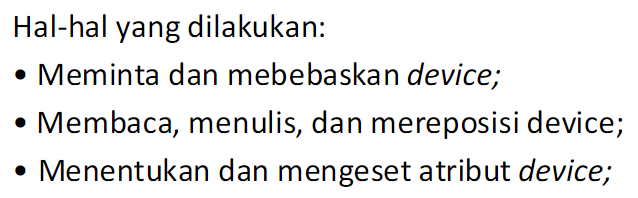 Hal-hal yang dilakukan:
• Meminta dan mebebaskan device;
• Membaca, menulis, dan mereposisi device;
• Menentukan dan mengeset atribut device;